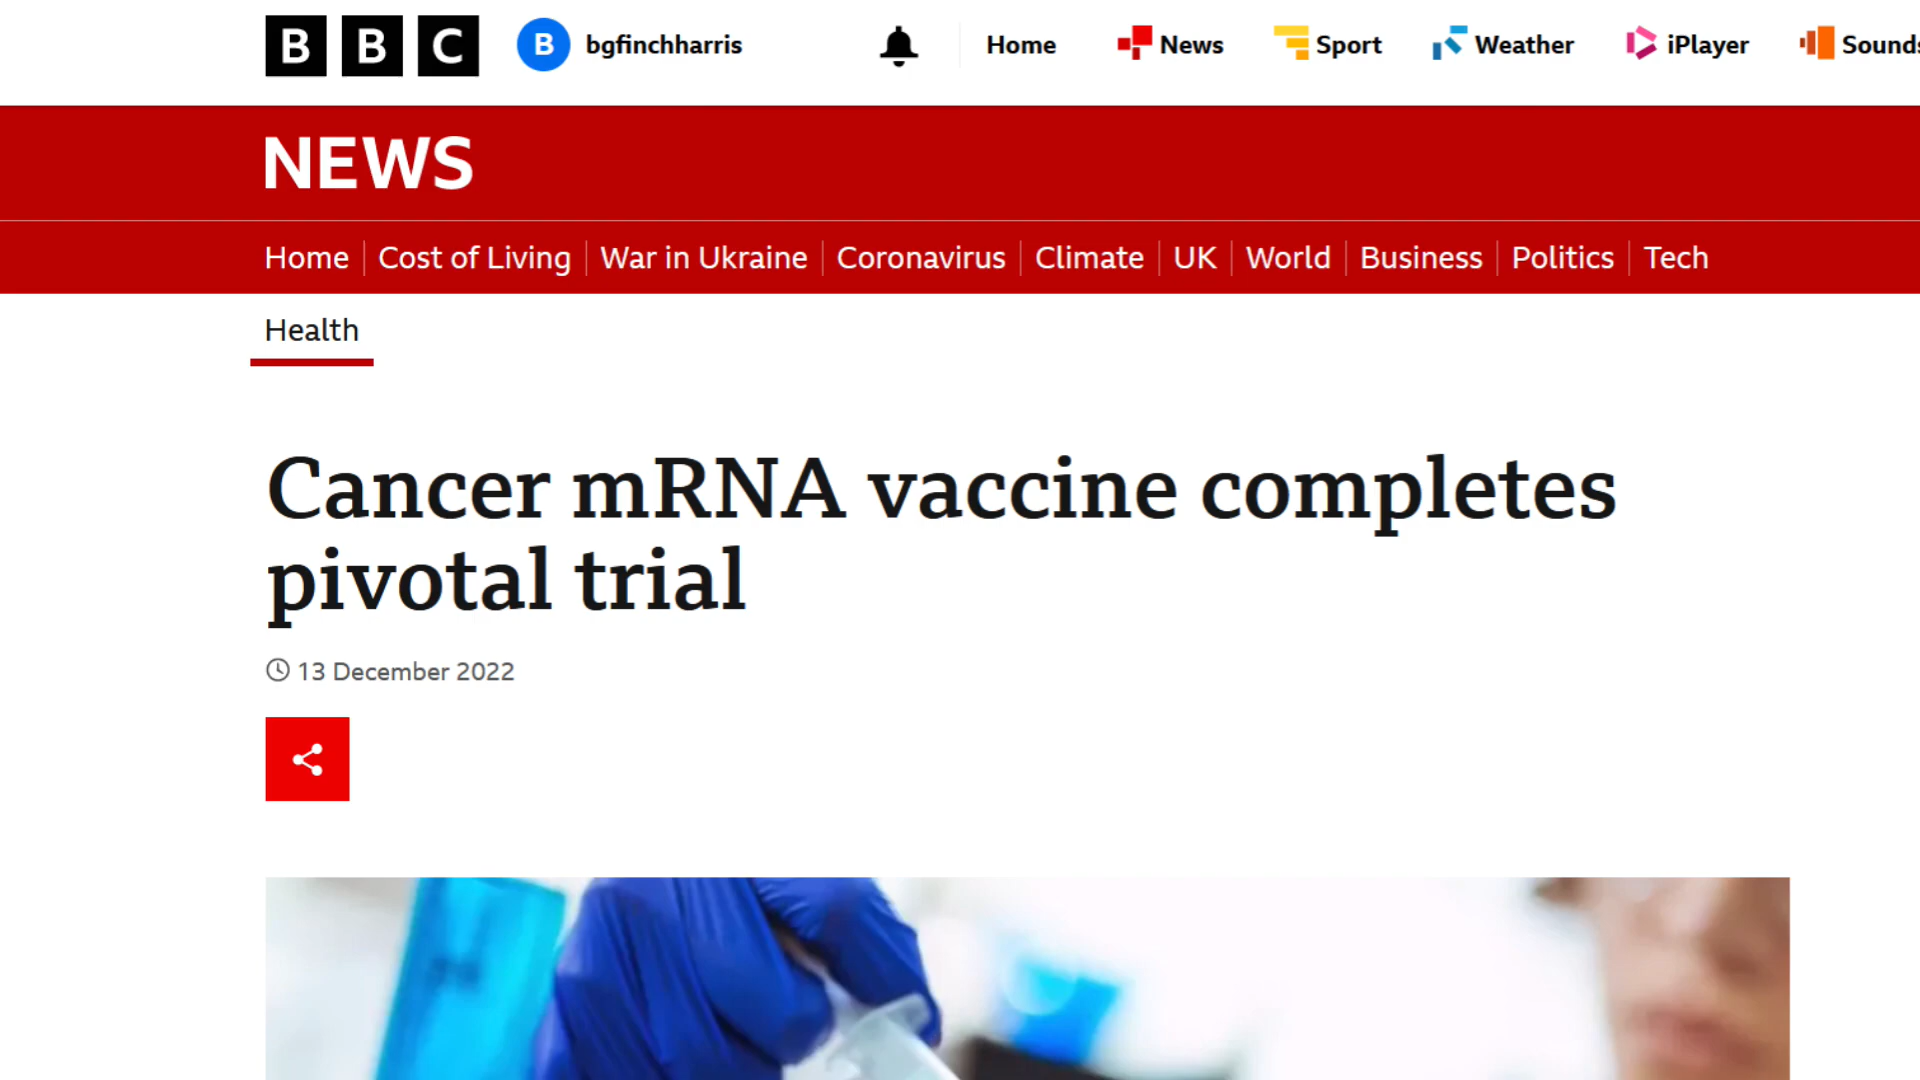 BBC B bgfinchharris Home News Sport Weather iPlayer Sounds
NEWS
Home Cost of Living War in Ukraine Coronavirus Climate UK World Business Politics Tech
Health
Cancer mRNA vaccine completes
pivotal trial
13 December 2022